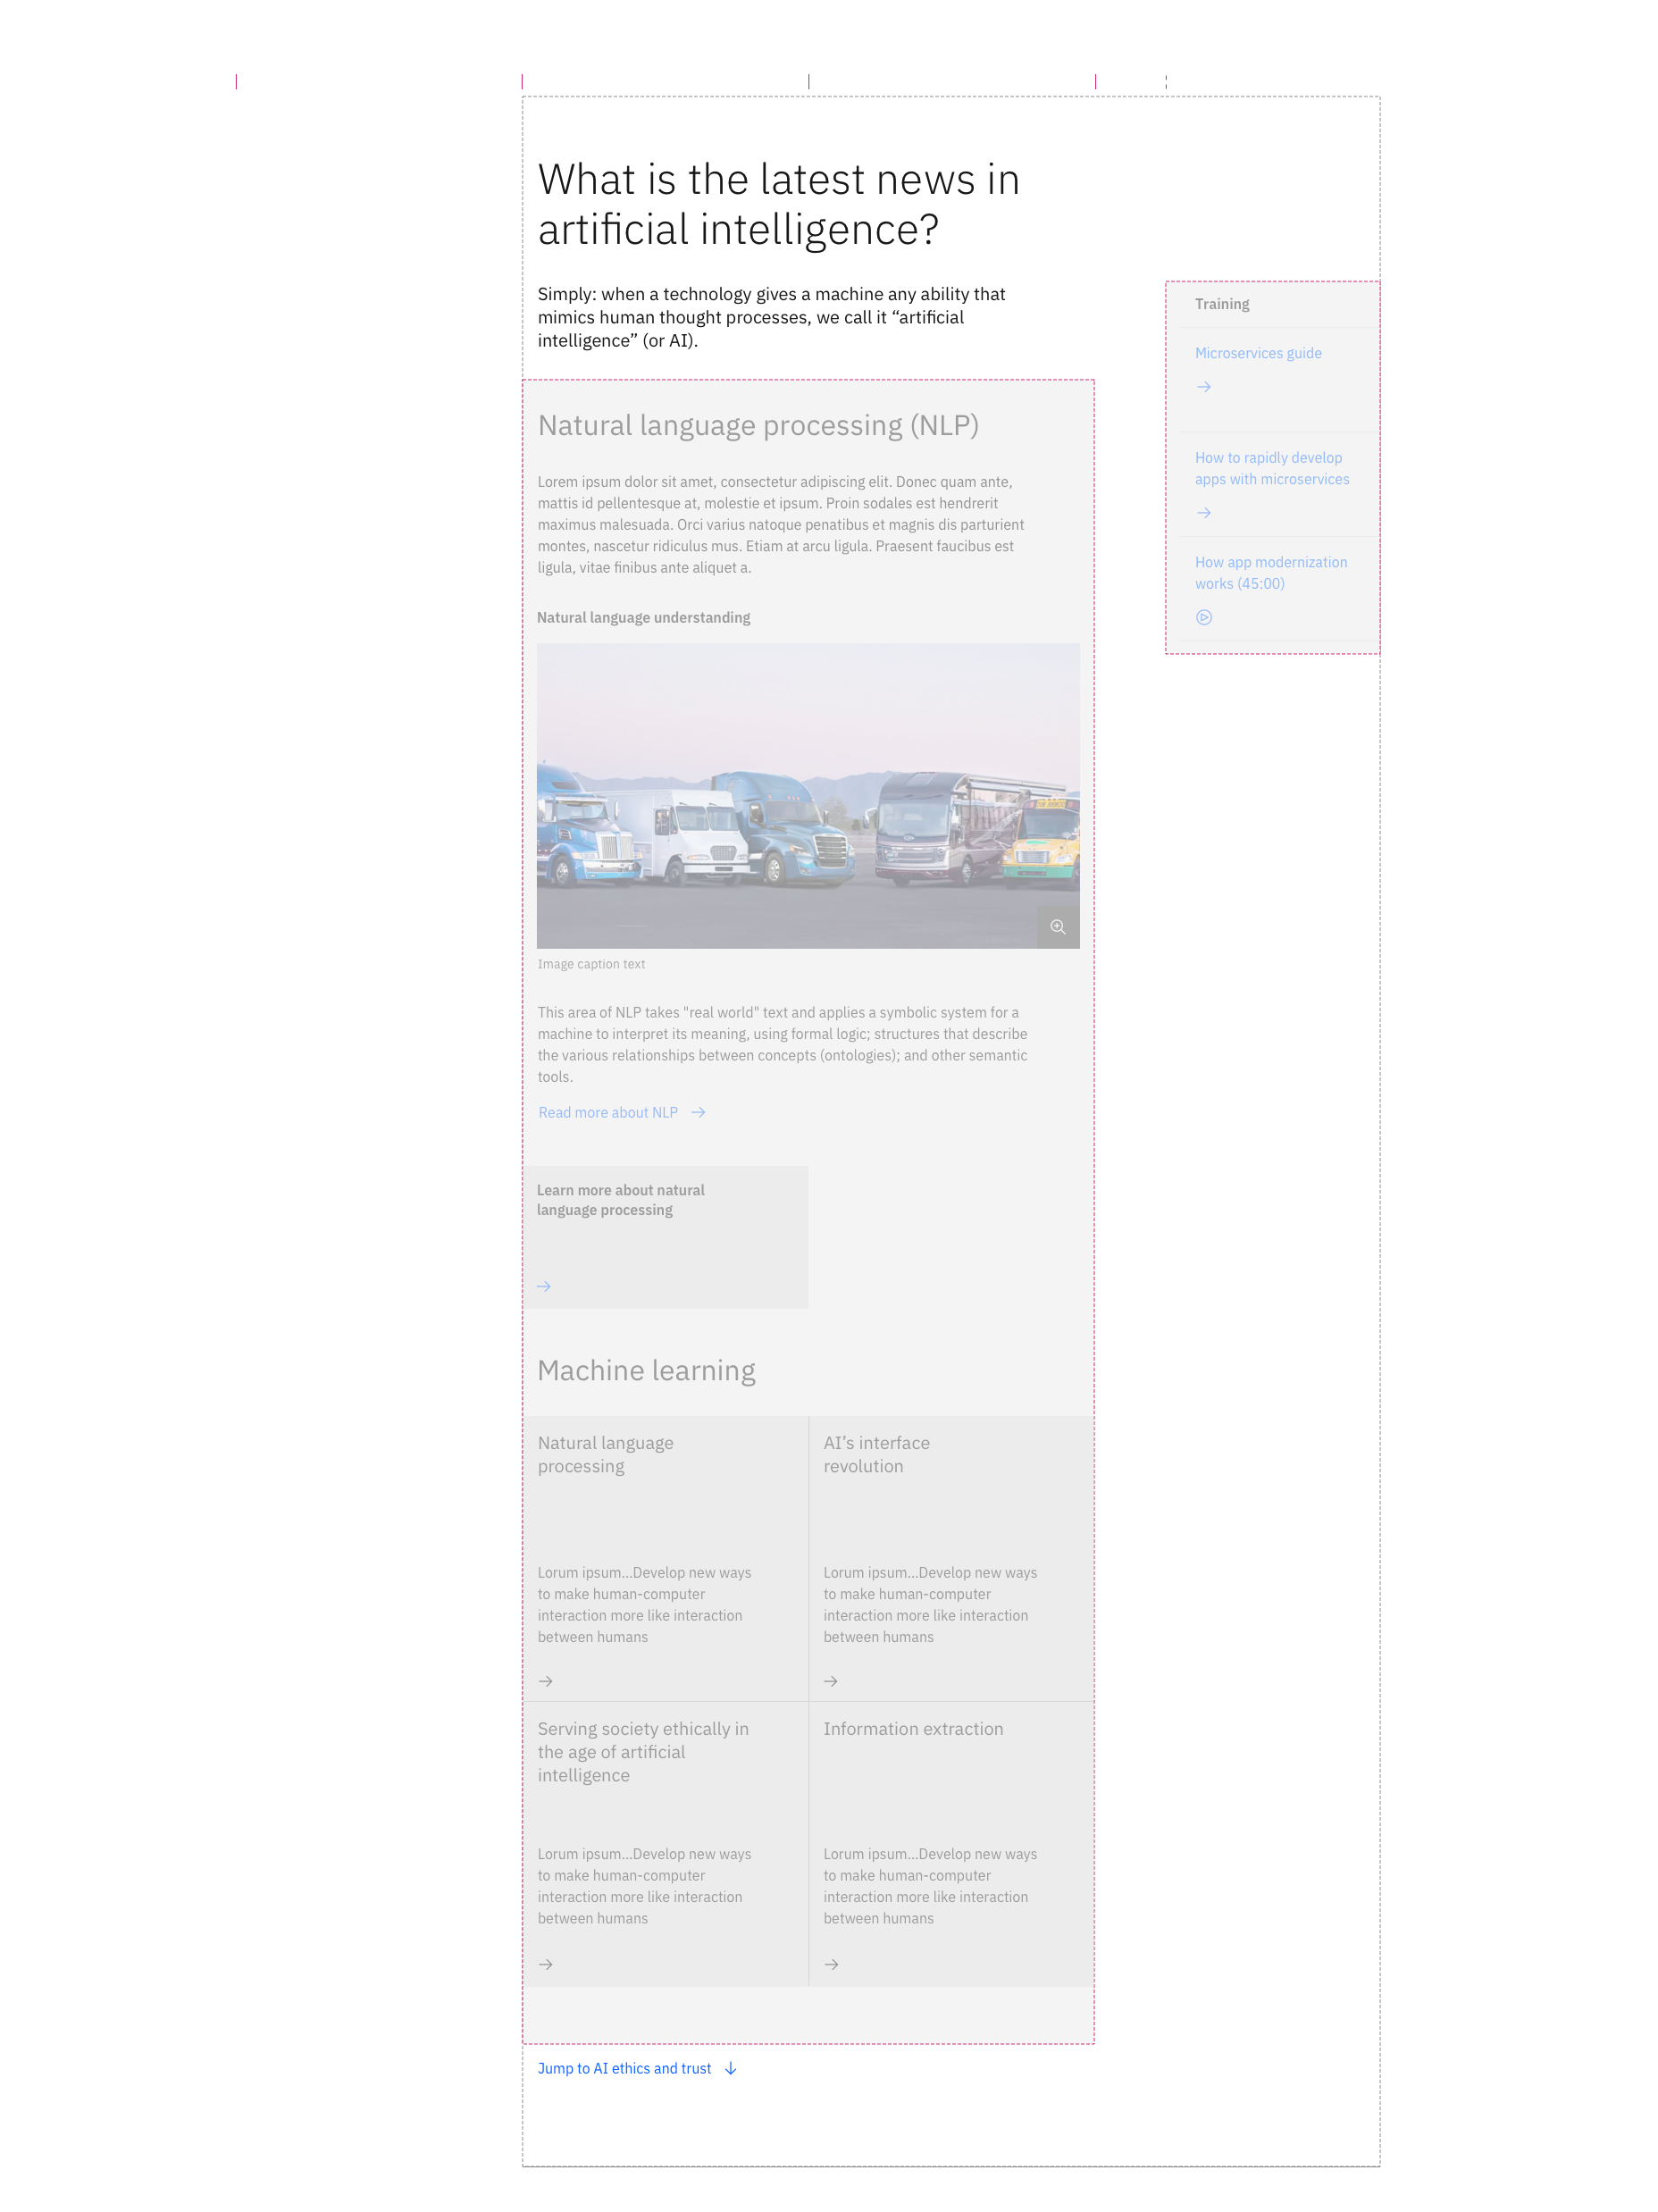 What is the latest news in
artificial intelligence?
Simply: when a technology gives a machine any ability that
mimics human thought processes, we call it “artificial
intelligence” (or AI).
Training
Microservices guide
How to rapidly develop
apps with microservices
How app modernization
works (45:00)
Natural language processing (NLP)
Lorem ipsum dolor sit amet, consectetur adipiscing elit. Donec quam ante,
mattis id pellentesque at, molestie et ipsum. Proin sodales est hendrerit
maximus malesuada. Orci varius natoque penatibus et magnis dis parturient
montes, nascetur ridiculus mus. Etiam at arcu ligula. Praesent faucibus est
ligula, vitae finibus ante aliquet a.
Natural language understanding
Image caption text
This area of NLP takes "real world" text and applies a symbolic system for a
machine to interpret its meaning, using formal logic; structures that describe
the various relationships between concepts (ontologies); and other semantic
tools.
Read more about NLP
Learn more about natural
language processing
Machine learning
Natural language
processing
Lorum ipsum...Develop new ways
to make human-computer
interaction more like interaction
between humans
AI’s interface
revolution
Lorum ipsum...Develop new ways
to make human-computer
interaction more like interaction
between humans
Serving society ethically in
the age of artificial
intelligence
Lorum ipsum...Develop new ways
to make human-computer
interaction more like interaction
between humans
Information extraction
Lorum ipsum...Develop new ways
to make human-computer
interaction more like interaction
between humans
Jump to AI ethics and trust